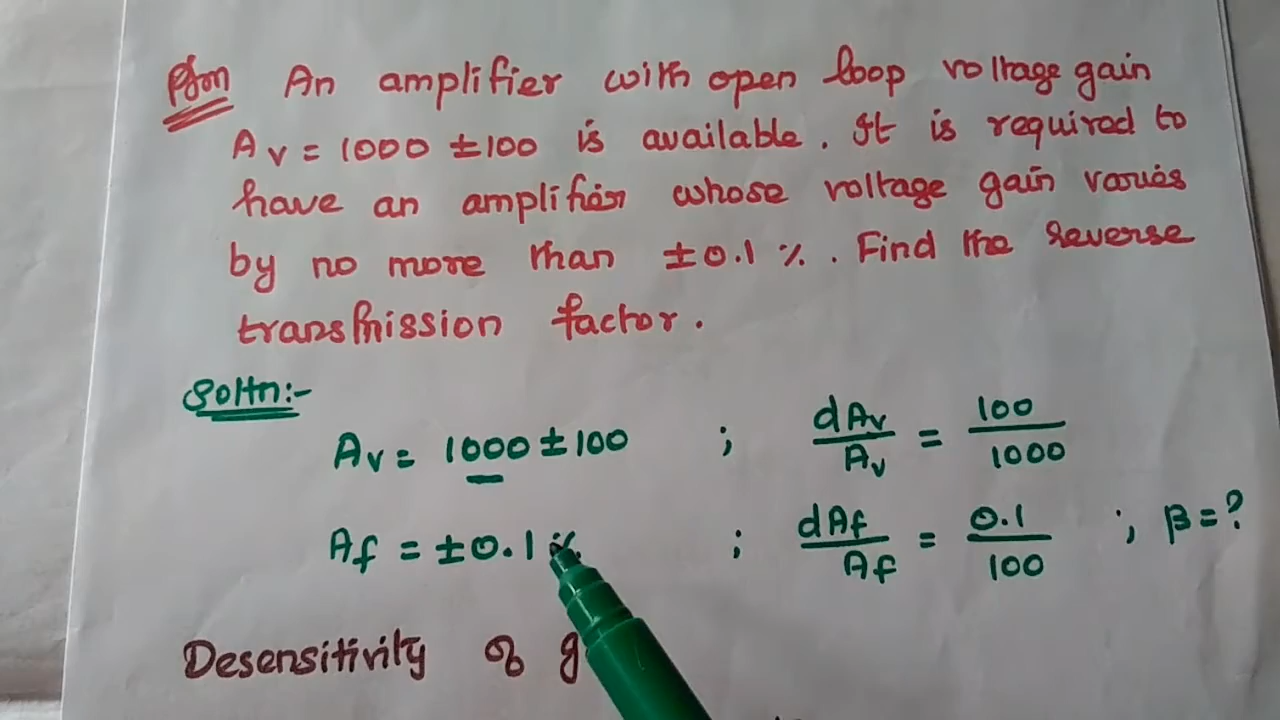 Pbm An amplifier with open loop voltage gain
Av = 1000 ±100 is available. It is required to
have an amplifier whose voltage gain varies
by no more than ±0.1 %. Find the reverse
transmission factor.
Soltn:-
Av = 1000 ±100 ; dAv/Av = 100/1000
Af = ±0.1% ; dAf/Af = 0.1/100 ; β=?
Desensitivity of